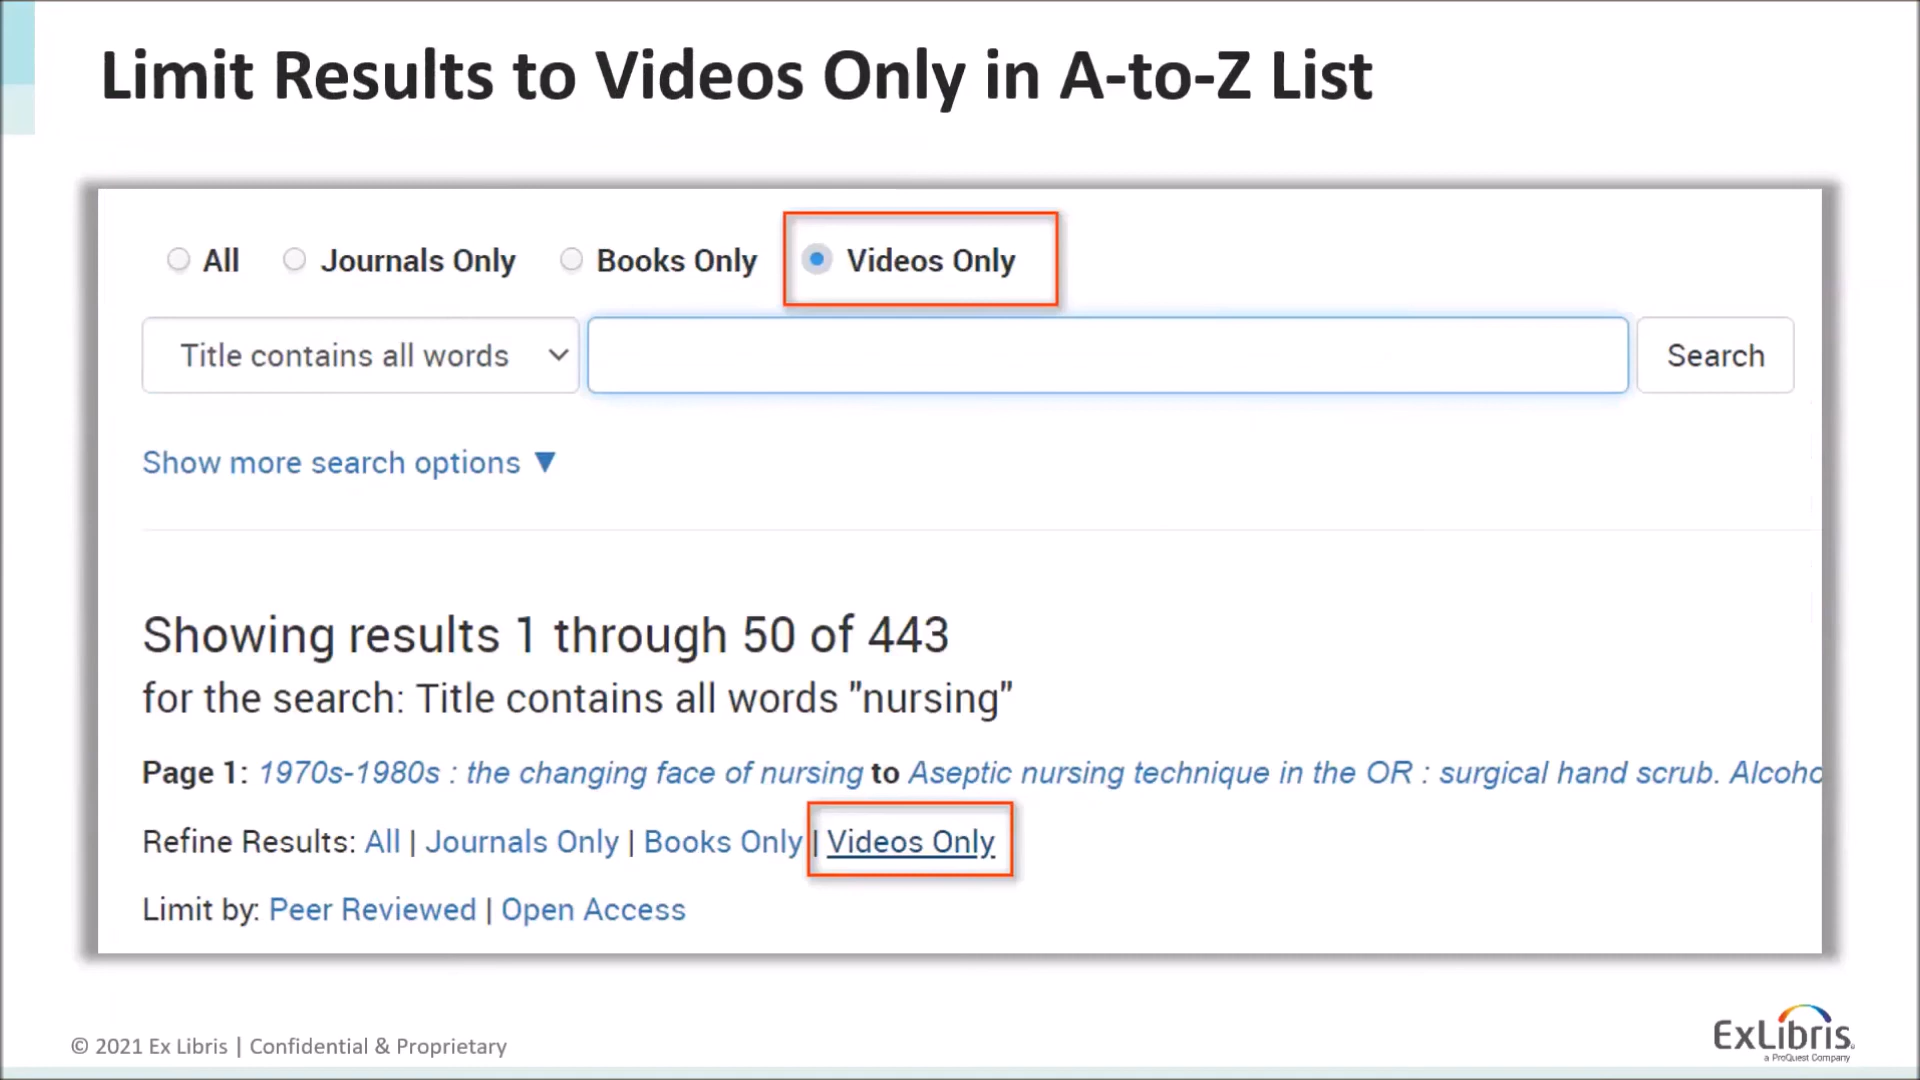 Limit Results to Videos Only in A-to-Z List
All Journals Only Books Only Videos Only
Title contains all words Search
Show more search options ▼
Showing results 1 through 50 of 443
for the search: Title contains all words "nursing"
Page 1: 1970s-1980s : the changing face of nursing to Aseptic nursing technique in the OR : surgical hand scrub. Alcoho
Refine Results: All | Journals Only | Books Only | Videos Only
Limit by: Peer Reviewed | Open Access
© 2021 Ex Libris | Confidential & Proprietary
ExLibris
a ProQuest Company